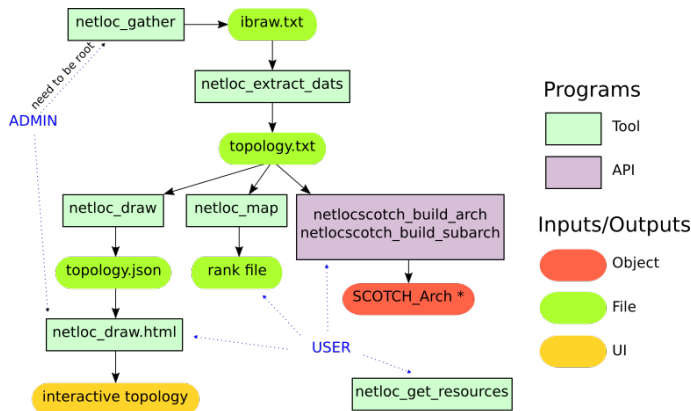 netloc_gather
ibraw.txt
need to be root
netloc_extract_dats
ADMIN
topology.txt
netloc_draw
netloc_map
netlocscotch_build_arch
netlocscotch_build_subarch
topology.json
rank file
SCOTCH_Arch *
netloc_draw.html
USER
interactive topology
netloc_get_resources
Programs
Tool
API
Inputs/Outputs
Object
File
UI